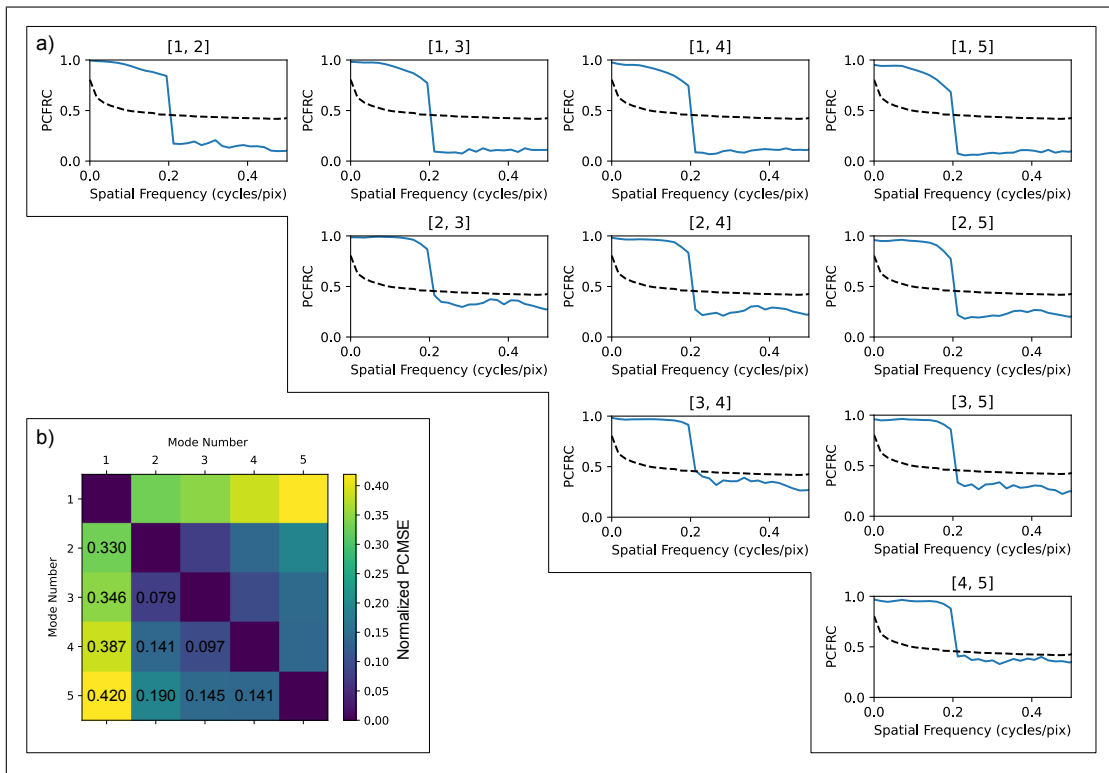 a)
[1, 2]
1.0
0.5
0.0
PCFRC
0.0 0.2 0.4
Spatial Frequency (cycles/pix)
[1, 3]
1.0
0.5
0.0
PCFRC
0.0 0.2 0.4
Spatial Frequency (cycles/pix)
[1, 4]
1.0
0.5
0.0
PCFRC
0.0 0.2 0.4
Spatial Frequency (cycles/pix)
[1, 5]
1.0
0.5
0.0
PCFRC
0.0 0.2 0.4
Spatial Frequency (cycles/pix)
[2, 3]
1.0
0.5
0.0
PCFRC
0.0 0.2 0.4
Spatial Frequency (cycles/pix)
[2, 4]
1.0
0.5
0.0
PCFRC
0.0 0.2 0.4
Spatial Frequency (cycles/pix)
[2, 5]
1.0
0.5
0.0
PCFRC
0.0 0.2 0.4
Spatial Frequency (cycles/pix)
[3, 4]
1.0
0.5
0.0
PCFRC
0.0 0.2 0.4
Spatial Frequency (cycles/pix)
[3, 5]
1.0
0.5
0.0
PCFRC
0.0 0.2 0.4
Spatial Frequency (cycles/pix)
[4, 5]
1.0
0.5
0.0
PCFRC
0.0 0.2 0.4
Spatial Frequency (cycles/pix)
b)
Mode Number
1 2 3 4 5
Mode Number
1
2 0.330
3 0.346 0.079
4 0.387 0.141 0.097
5 0.420 0.190 0.145 0.141
0.40
0.35
0.30
0.25
0.20
0.15
0.10
0.05
0.00
Normalized PCMSE